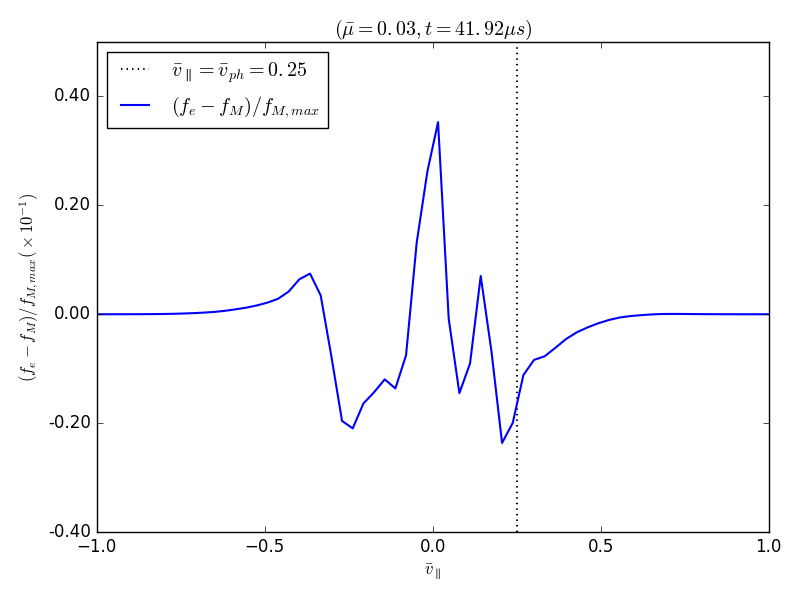 (μ̄ = 0.03, t = 41.92μs)
v̄∥ = v̄ph = 0.25
(fe − fM)/fM,max
0.40
0.20
0.00
-0.20
-0.40
(fe − fM)/fM,max(×10⁻¹)
−1.0 −0.5 0.0 0.5 1.0
v̄∥